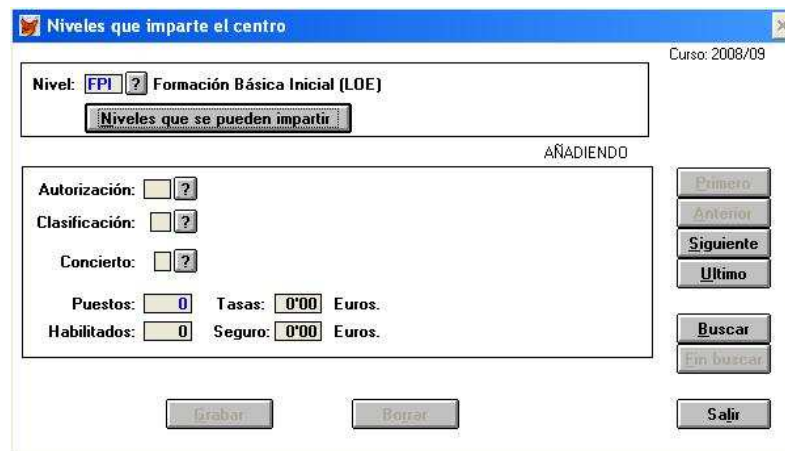 Niveles que imparte el centro
Curso: 2008/09
Nivel: FPI ? Formación Básica Inicial (LOE)
Niveles que se pueden impartir
AÑADIENDO
Autorización: ?
Clasificación: ?
Concierto: ?
Puestos: 0 Tasas: 0'00 Euros.
Habilitados: 0 Seguro: 0'00 Euros.
Primero
Anterior
Siguiente
Ultimo
Buscar
Fin buscar
Grabar Borrar Salir